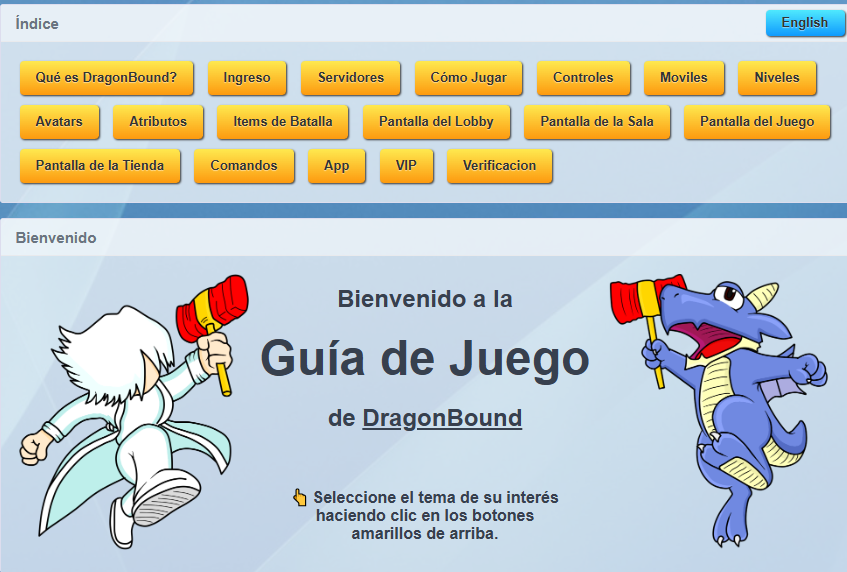 Índice
English
Qué es DragonBound? Ingreso Servidores Cómo Jugar Controles Moviles Niveles
Avatars Atributos Items de Batalla Pantalla del Lobby Pantalla de la Sala Pantalla del Juego
Pantalla de la Tienda Comandos App VIP Verificacion
Bienvenido
Bienvenido a la
Guía de Juego
de DragonBound
Seleccione el tema de su interés
haciendo clic en los botones
amarillos de arriba.